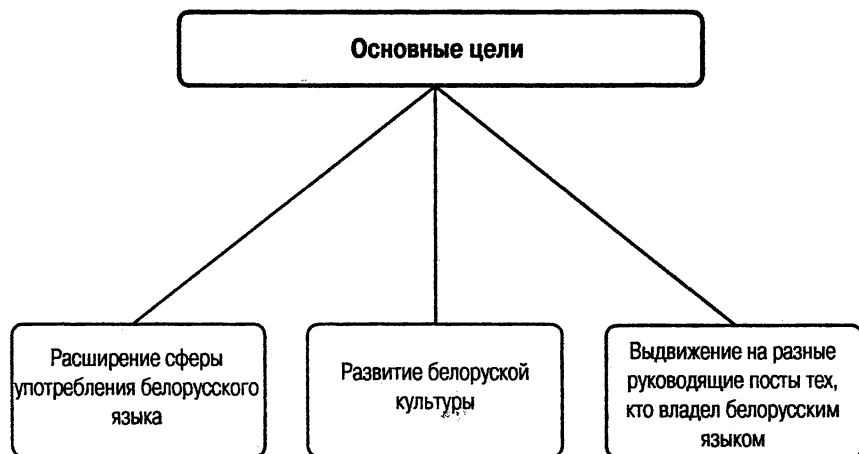 Основные цели
Расширение сферы
употребления белорусского
языка
Развитие белоруской
культуры
Выдвижение на разные
руководящие посты тех,
кто владел белорусским
языком